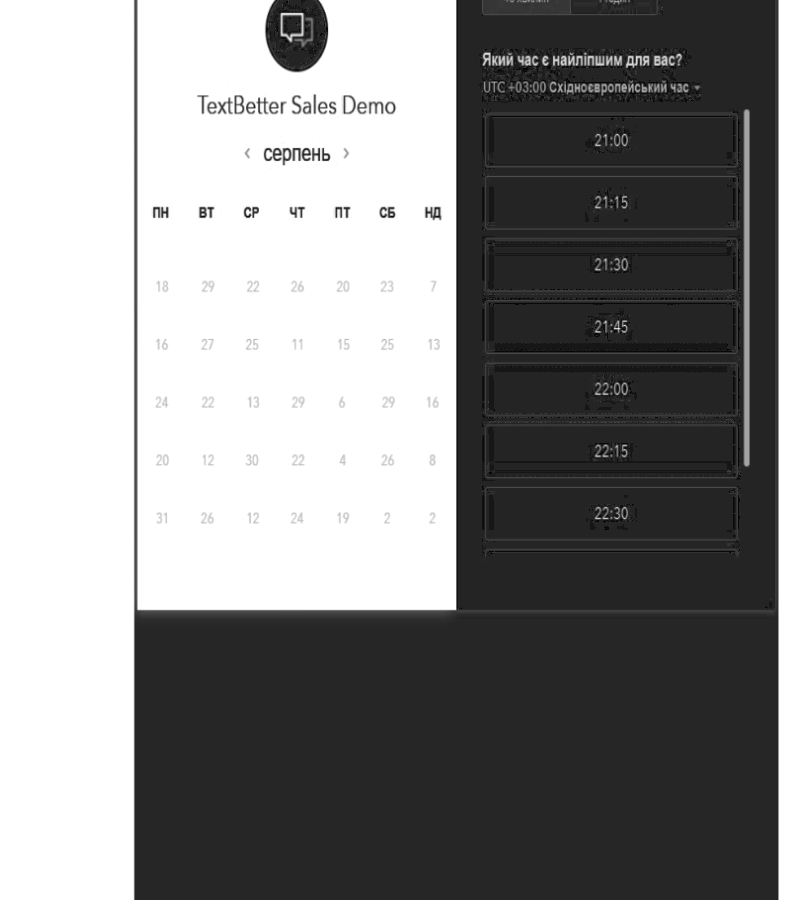 TextBetter Sales Demo
‹ серпень ›
ПН ВТ СР ЧТ ПТ СБ НД
18 29 22 26 20 23 7
16 27 25 11 15 25 13
24 22 13 29 6 29 16
20 12 30 22 4 26 8
31 26 12 24 19 2 2
Який час є найліпшим для вас?
UTC +03:00 Східноєвропейський час
21:00
21:15
21:30
21:45
22:00
22:15
22:30